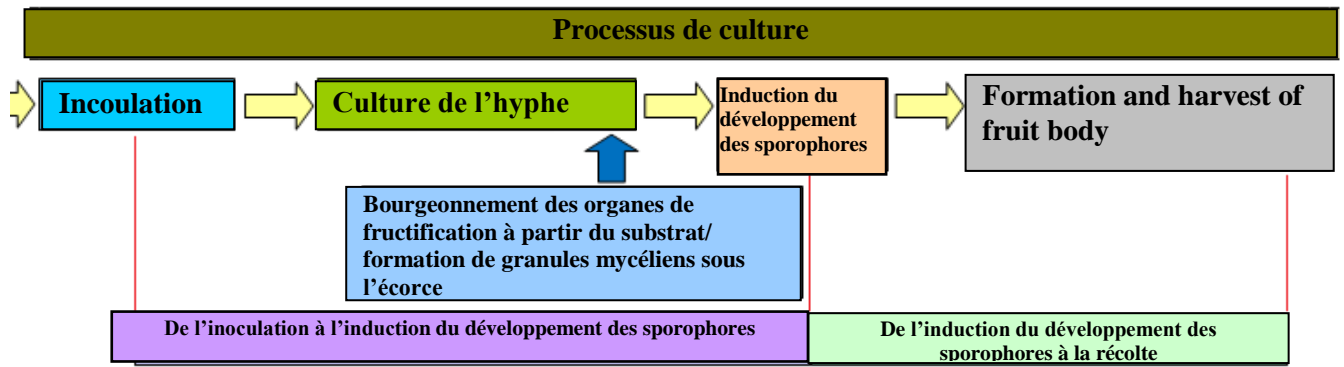 Processus de culture
Incoulation
Culture de l’hyphe
Induction du
développement
des sporophores
Formation and harvest of
fruit body
Bourgeonnement des organes de
fructification à partir du substrat/
formation de granules mycéliens sous
l’écorce
De l’inoculation à l’induction du développement des sporophores
De l’induction du développement des
sporophores à la récolte